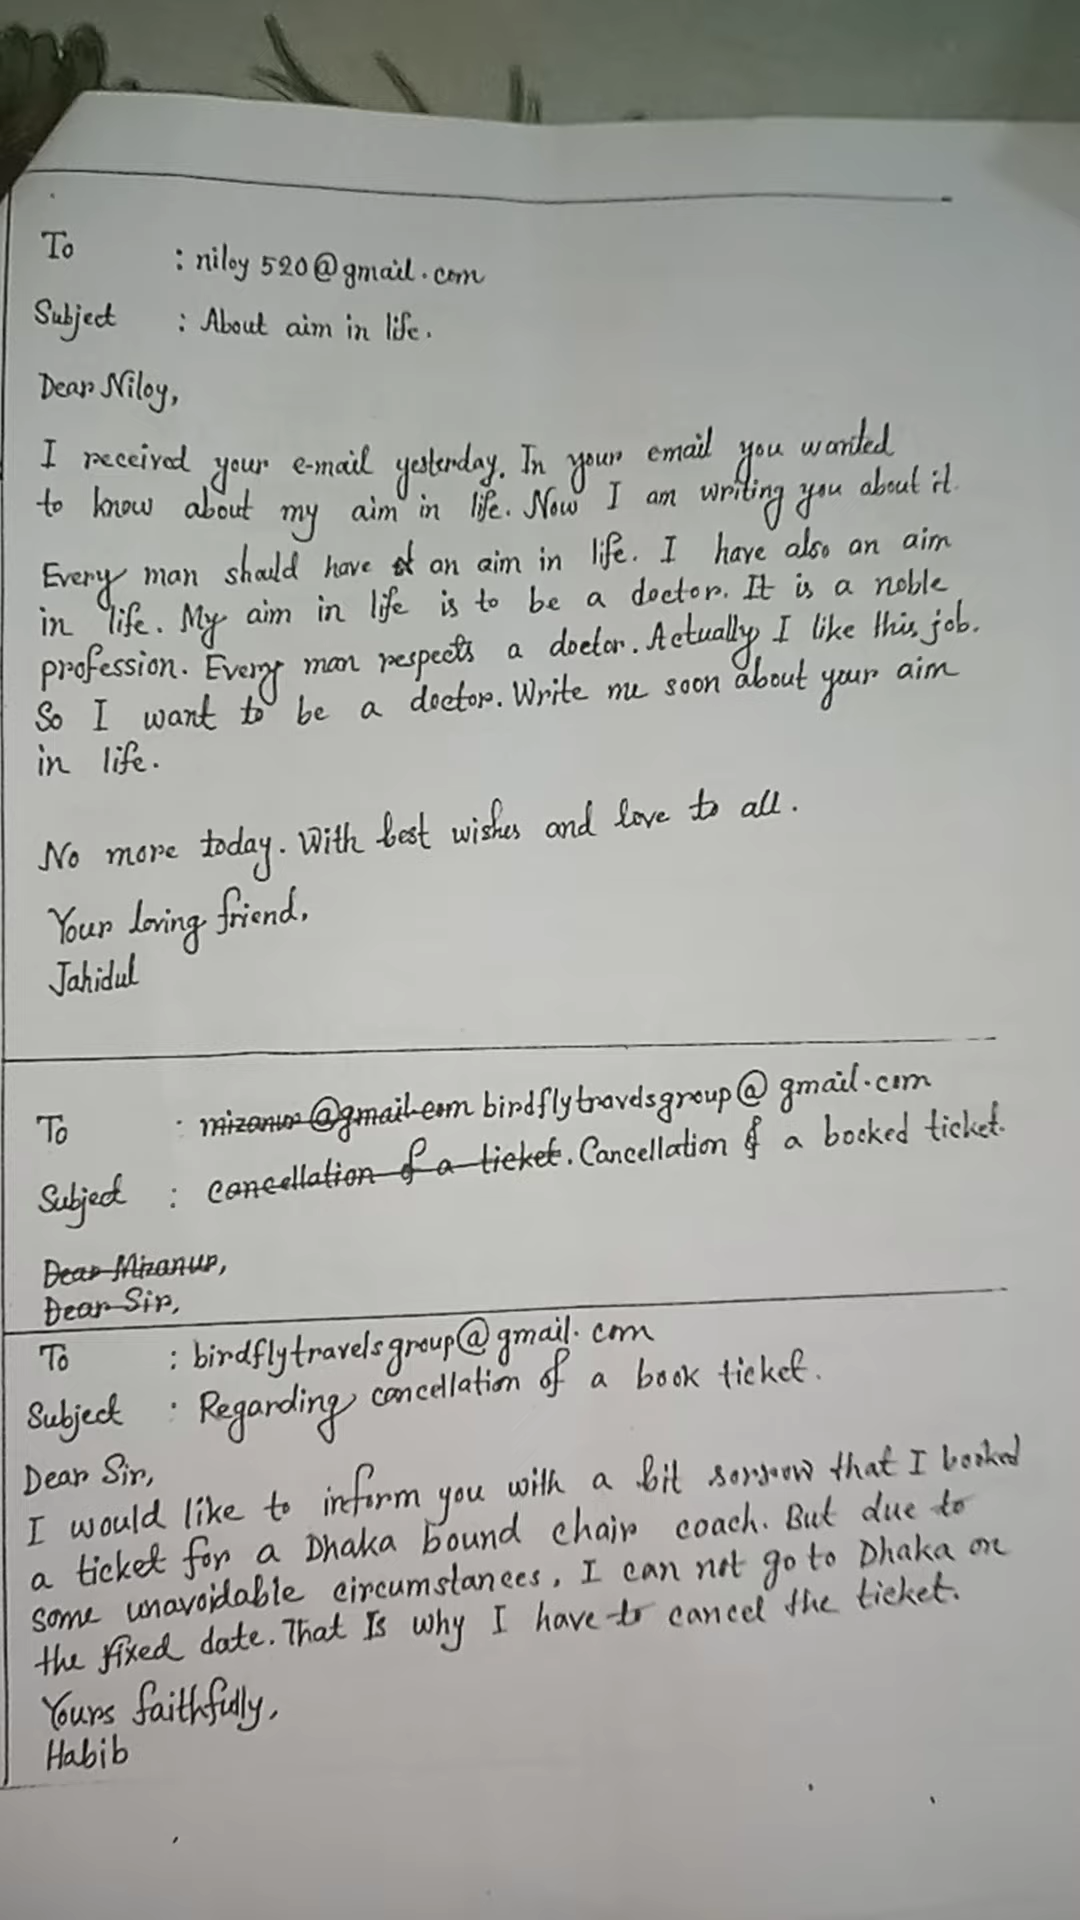 To : niloy 520@gmail.com
Subject : About aim in life.
Dear Niloy,
I received your e-mail yesterday. In your email you wanted
to know about my aim in life. Now I am writing you about it.
Every man should have an aim in life. I have also an aim
in life. My aim in life is to be a doctor. It is a noble
profession. Every man respects a doctor. Actually I like this job.
So I want to be a doctor. Write me soon about your aim
in life.
No more today. With best wishes and love to all.
Your loving friend,
Jahidul
To : mizanur @gmail.com birdflytravelsgroup@gmail.com
Subject : cancellation of a ticket. Cancellation of a booked ticket.
Dear Mizanur,
Dear Sir,
To : birdflytravelsgroup@gmail.com
Subject : Regarding cancellation of a book ticket.
Dear Sir,
I would like to inform you with a bit sorrow that I booked
a ticket for a Dhaka bound chair coach. But due to
some unavoidable circumstances, I can not go to Dhaka on
the fixed date. That Is why I have to cancel the ticket.
Yours faithfully,
Habib